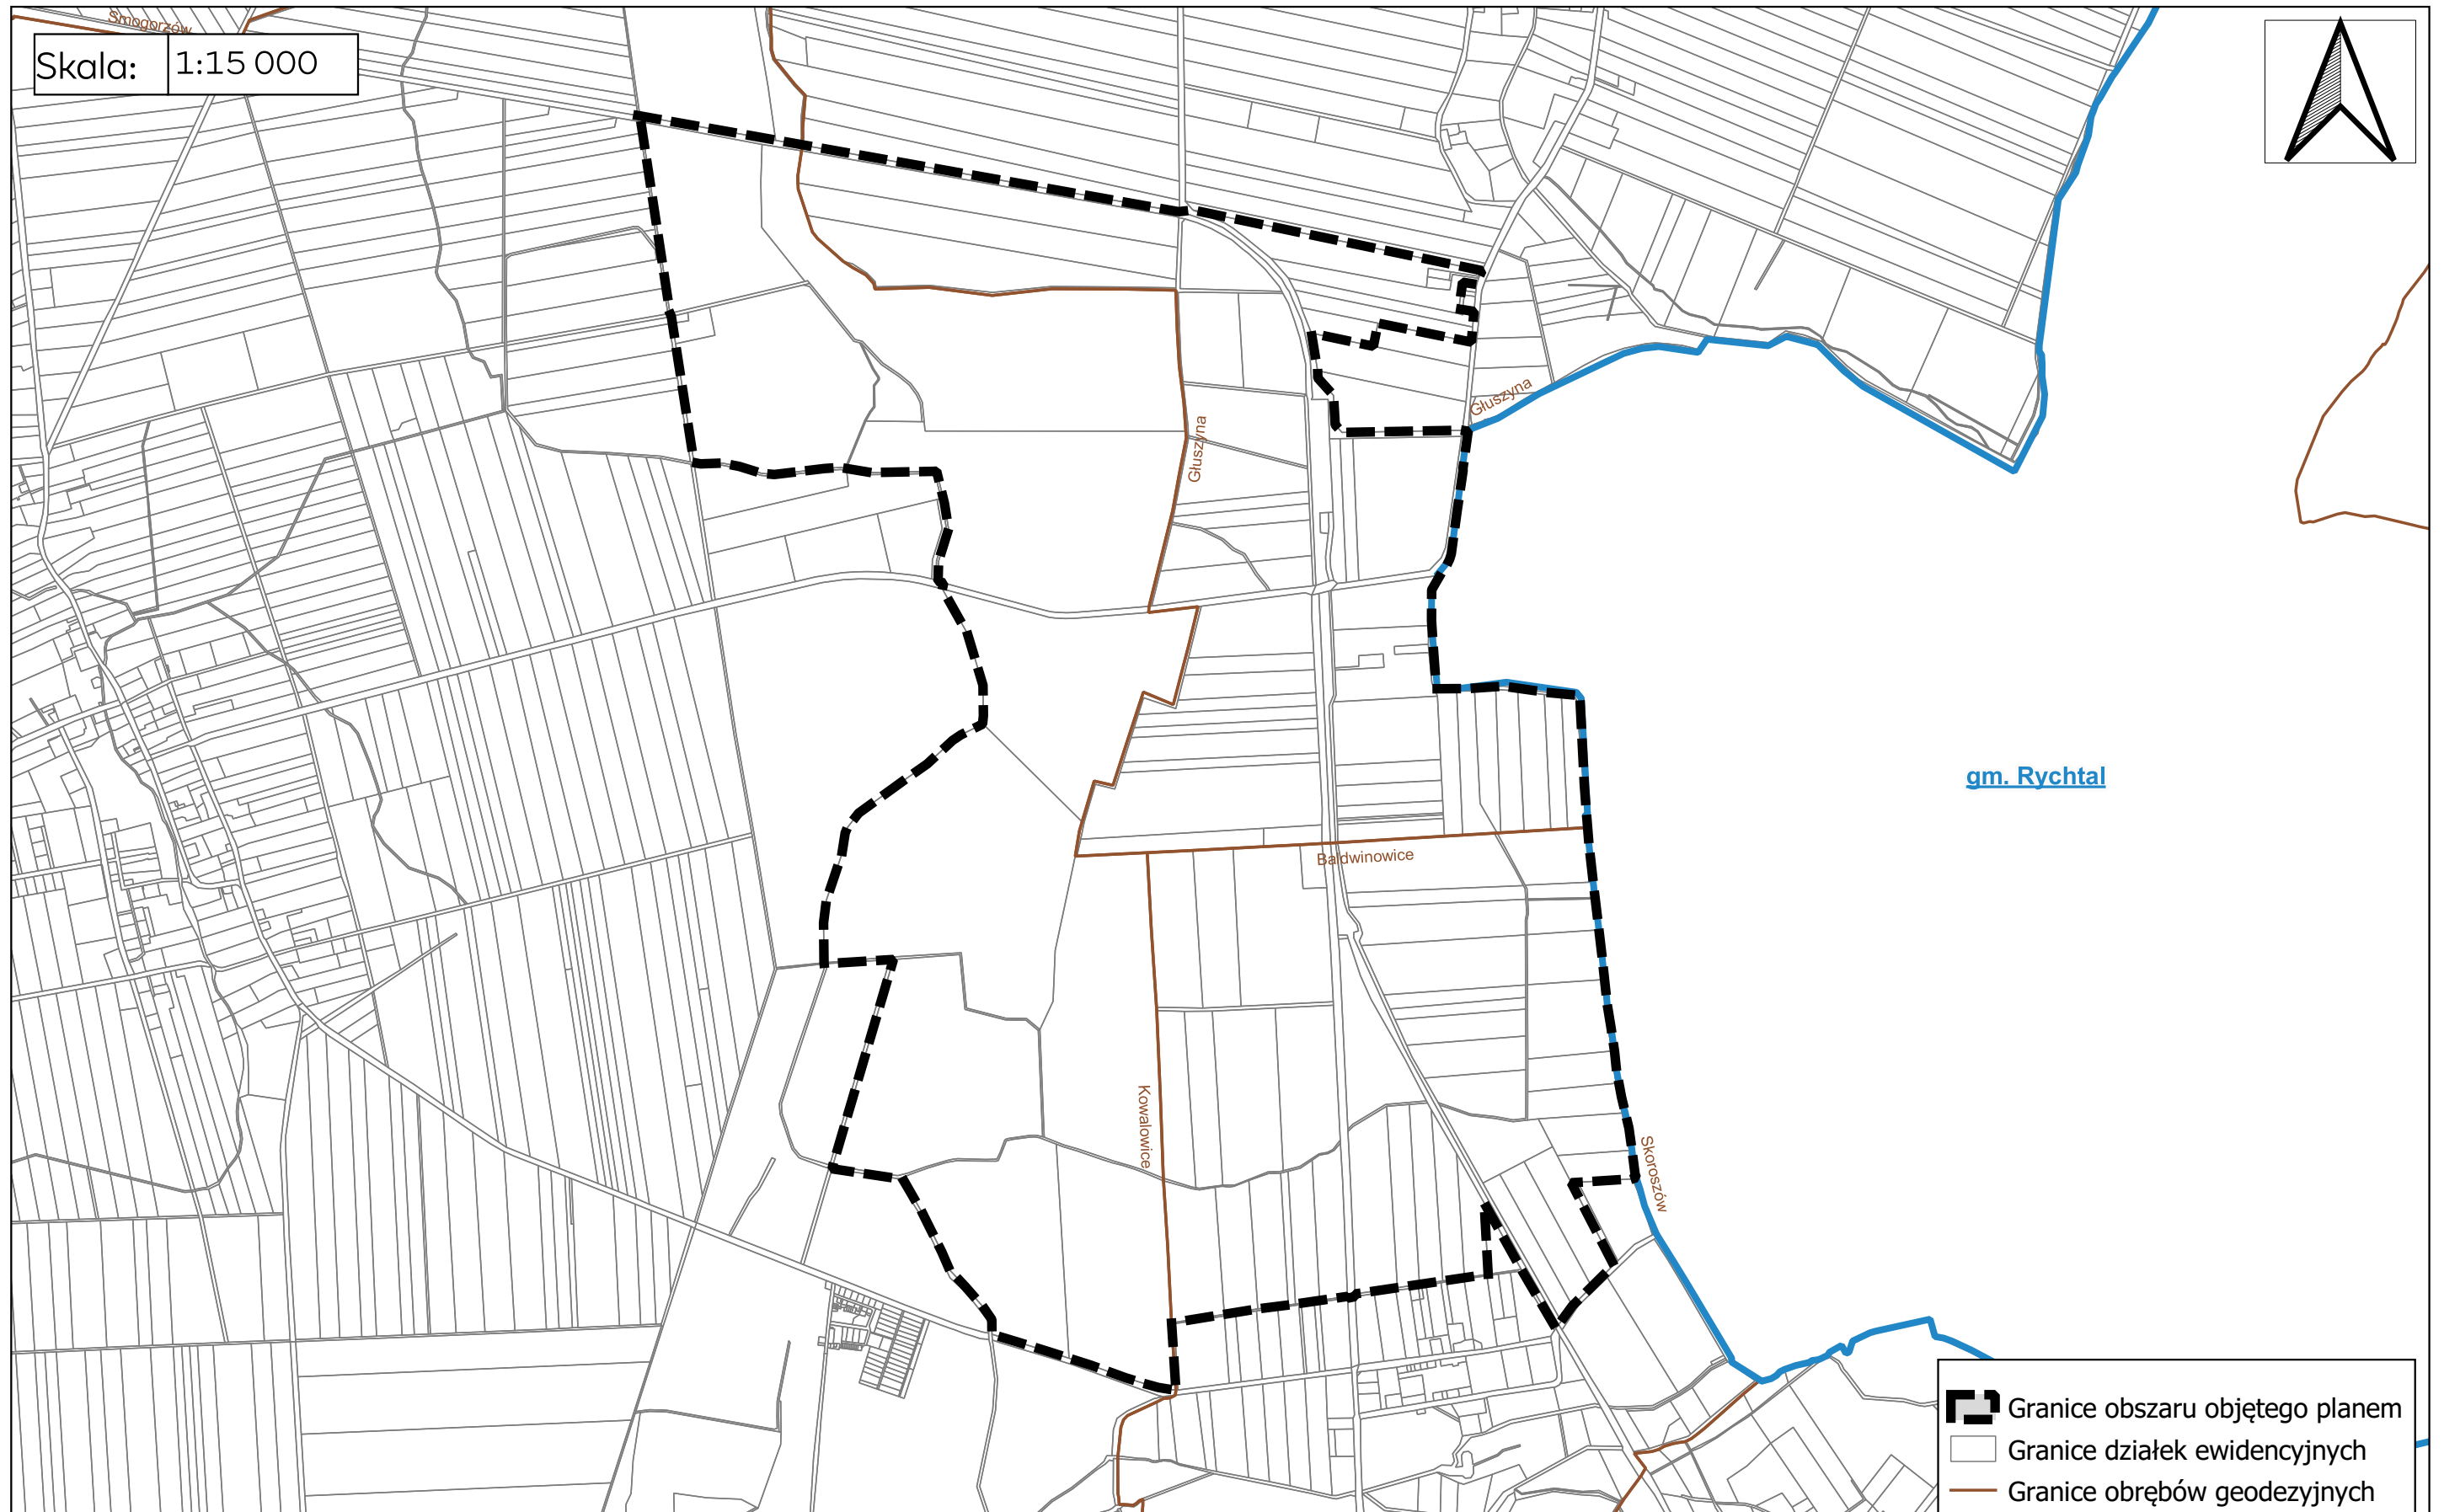 Smogorzów
Skala: 1:15 000
Głuszyna
Głuszyna
gm. Rychtal
Baldwinowice
Kowalowice
Skoroszów
Granice obszaru objętego planem
Granice działek ewidencyjnych
Granice obrębów geodezyjnych